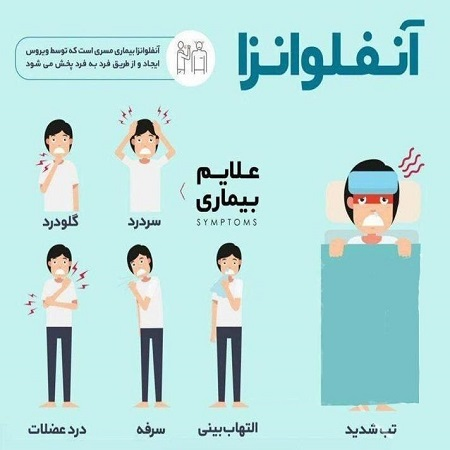 آنفلوانزا
آنفلوانزا بیماری مسری است که توسط ویروس
ایجاد و از طریق فرد به فرد پخش می شود
علایم
بیماری
SYMPTOMS
سردرد
گلودرد
تب شدید
التهاب بینی
سرفه
درد عضلات